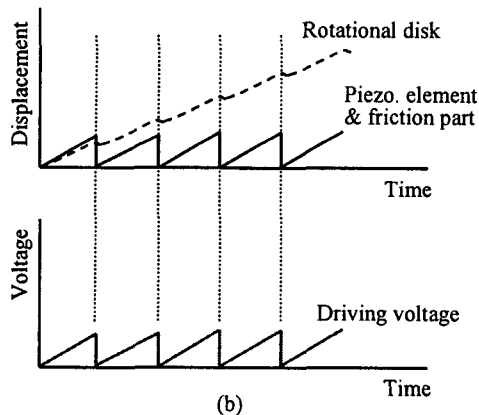 Displacement
Rotational disk
Piezo. element
& friction part
Time
Voltage
Driving voltage
Time
(b)